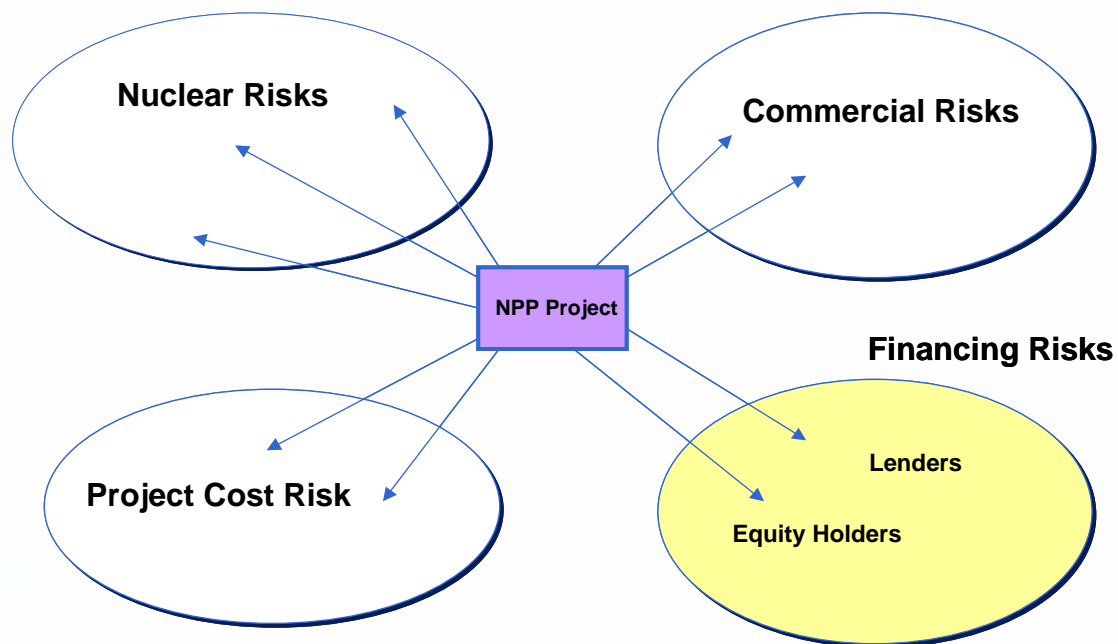 Nuclear Risks
Commercial Risks
NPP Project
Financing Risks
Lenders
Project Cost Risk
Equity Holders